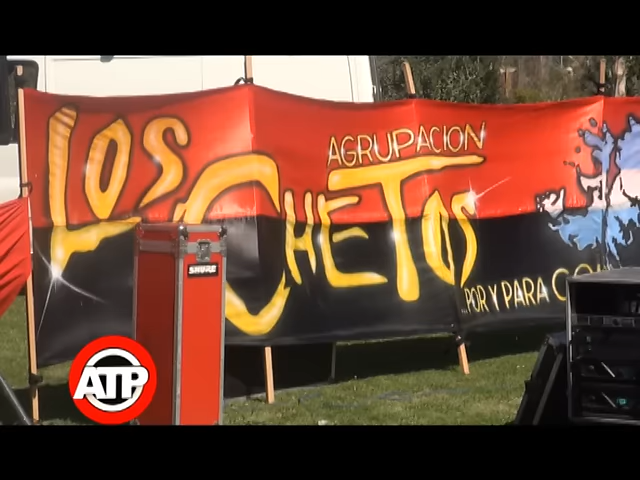 AGRUPACION
LOS CHETOS
...POR Y PARA
SHURE
ATP